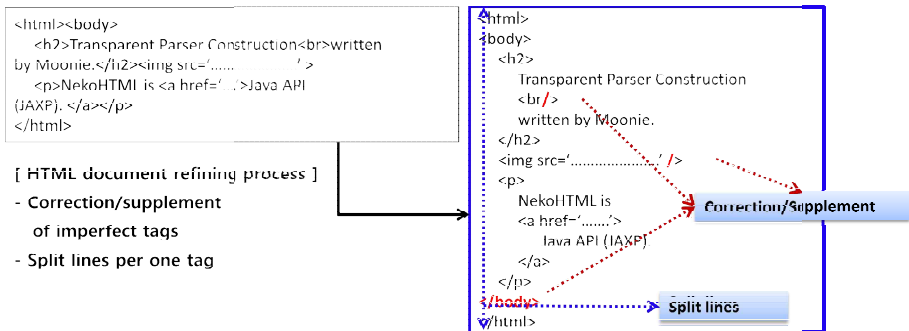 <html><body>
<h2>Transparent Parser Construction<br>written
by Moonie.</h2><img src='..................' >
<p>NekoHTML is <a href='....'>Java API
(JAXP). </a></p>
</html>
[ HTML document refining process ]
- Correction/supplement
of imperfect tags
- Split lines per one tag
<html>
<body>
<h2>
Transparent Parser Construction
<br/>
written by Moonie.
</h2>
<img src='......................' />
<p>
NekoHTML is
<a href='.......'>
Java API (JAXP)
</a>
</p>
</body>
</html>
Correction/Supplement
Split lines